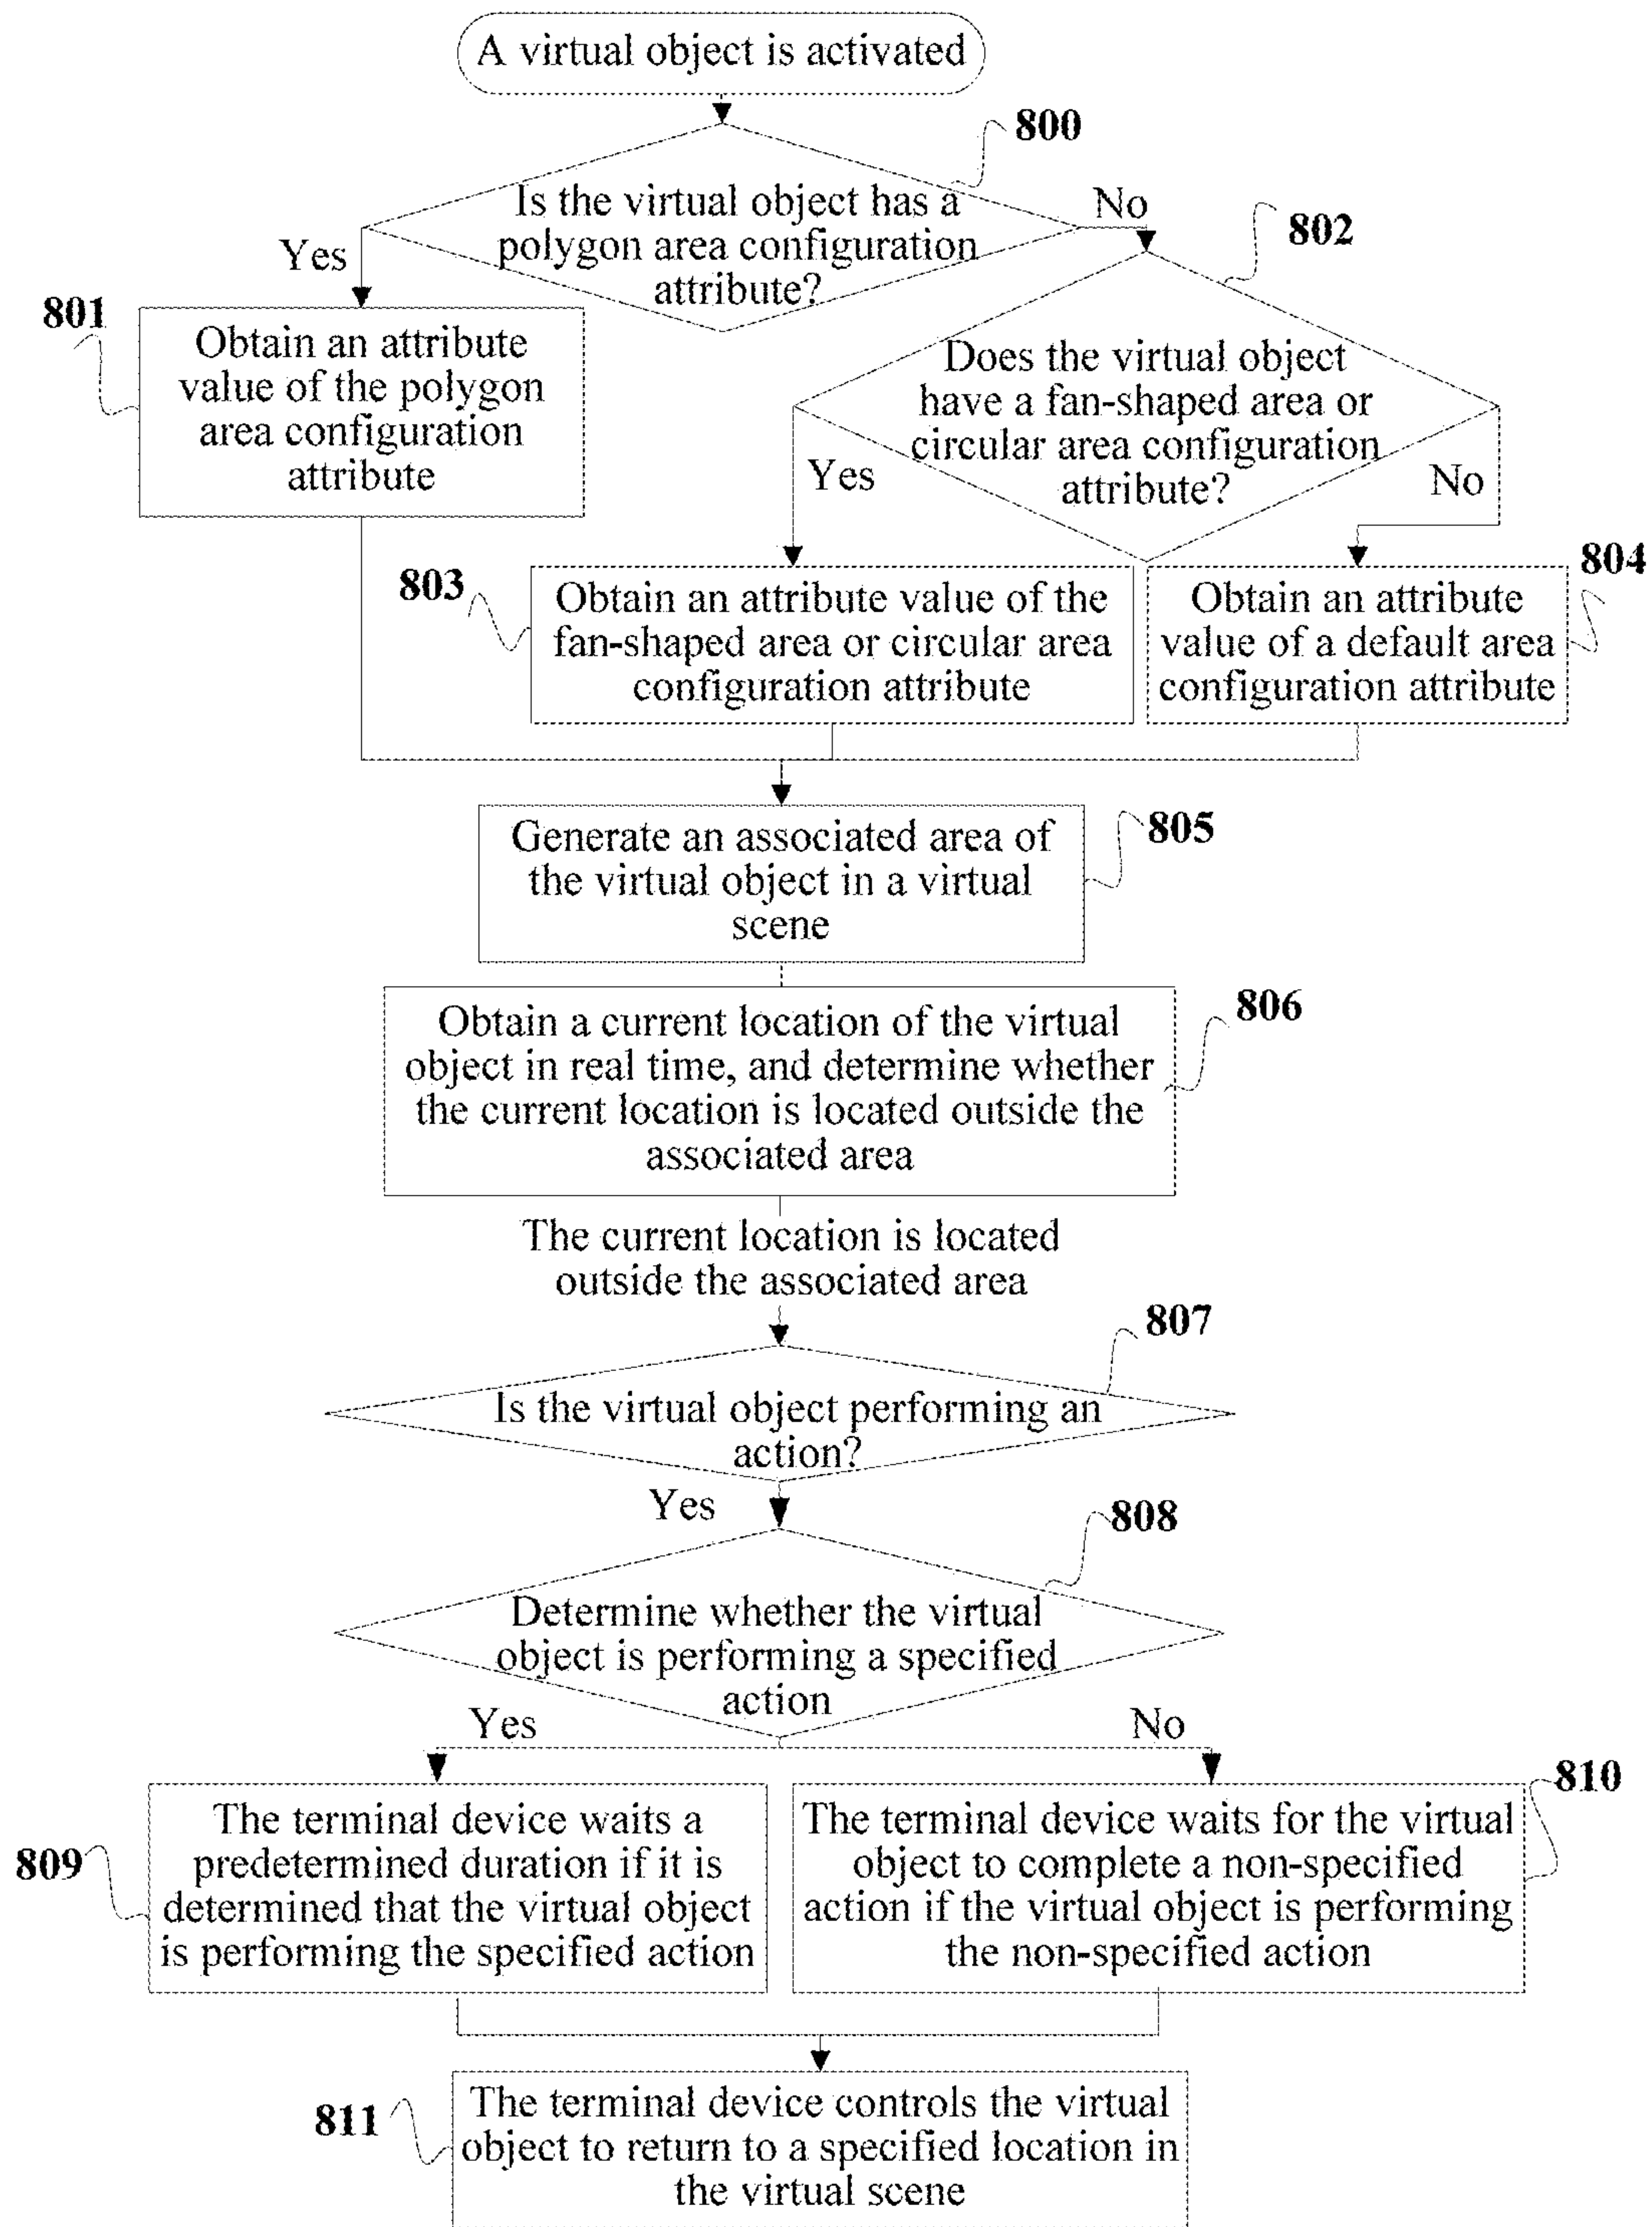 A virtual object is activated
800
Is the virtual object has a
polygon area configuration
attribute?
Yes
No
802
801
Obtain an attribute
value of the polygon
area configuration
attribute
Does the virtual object
have a fan-shaped area or
circular area configuration
attribute?
Yes
No
803
Obtain an attribute value of the
fan-shaped area or circular area
configuration attribute
804
Obtain an attribute
value of a default area
configuration attribute
Generate an associated area of
the virtual object in a virtual
scene
805
Obtain a current location of the virtual
object in real time, and determine whether
the current location is located outside the
associated area
806
The current location is located
outside the associated area
807
Is the virtual object performing an
action?
Yes
808
Determine whether the virtual
object is performing a specified
action
Yes
No
809
The terminal device waits a
predetermined duration if it is
determined that the virtual object
is performing the specified action
810
The terminal device waits for the virtual
object to complete a non-specified
action if the virtual object is performing
the non-specified action
811
The terminal device controls the virtual
object to return to a specified location in
the virtual scene